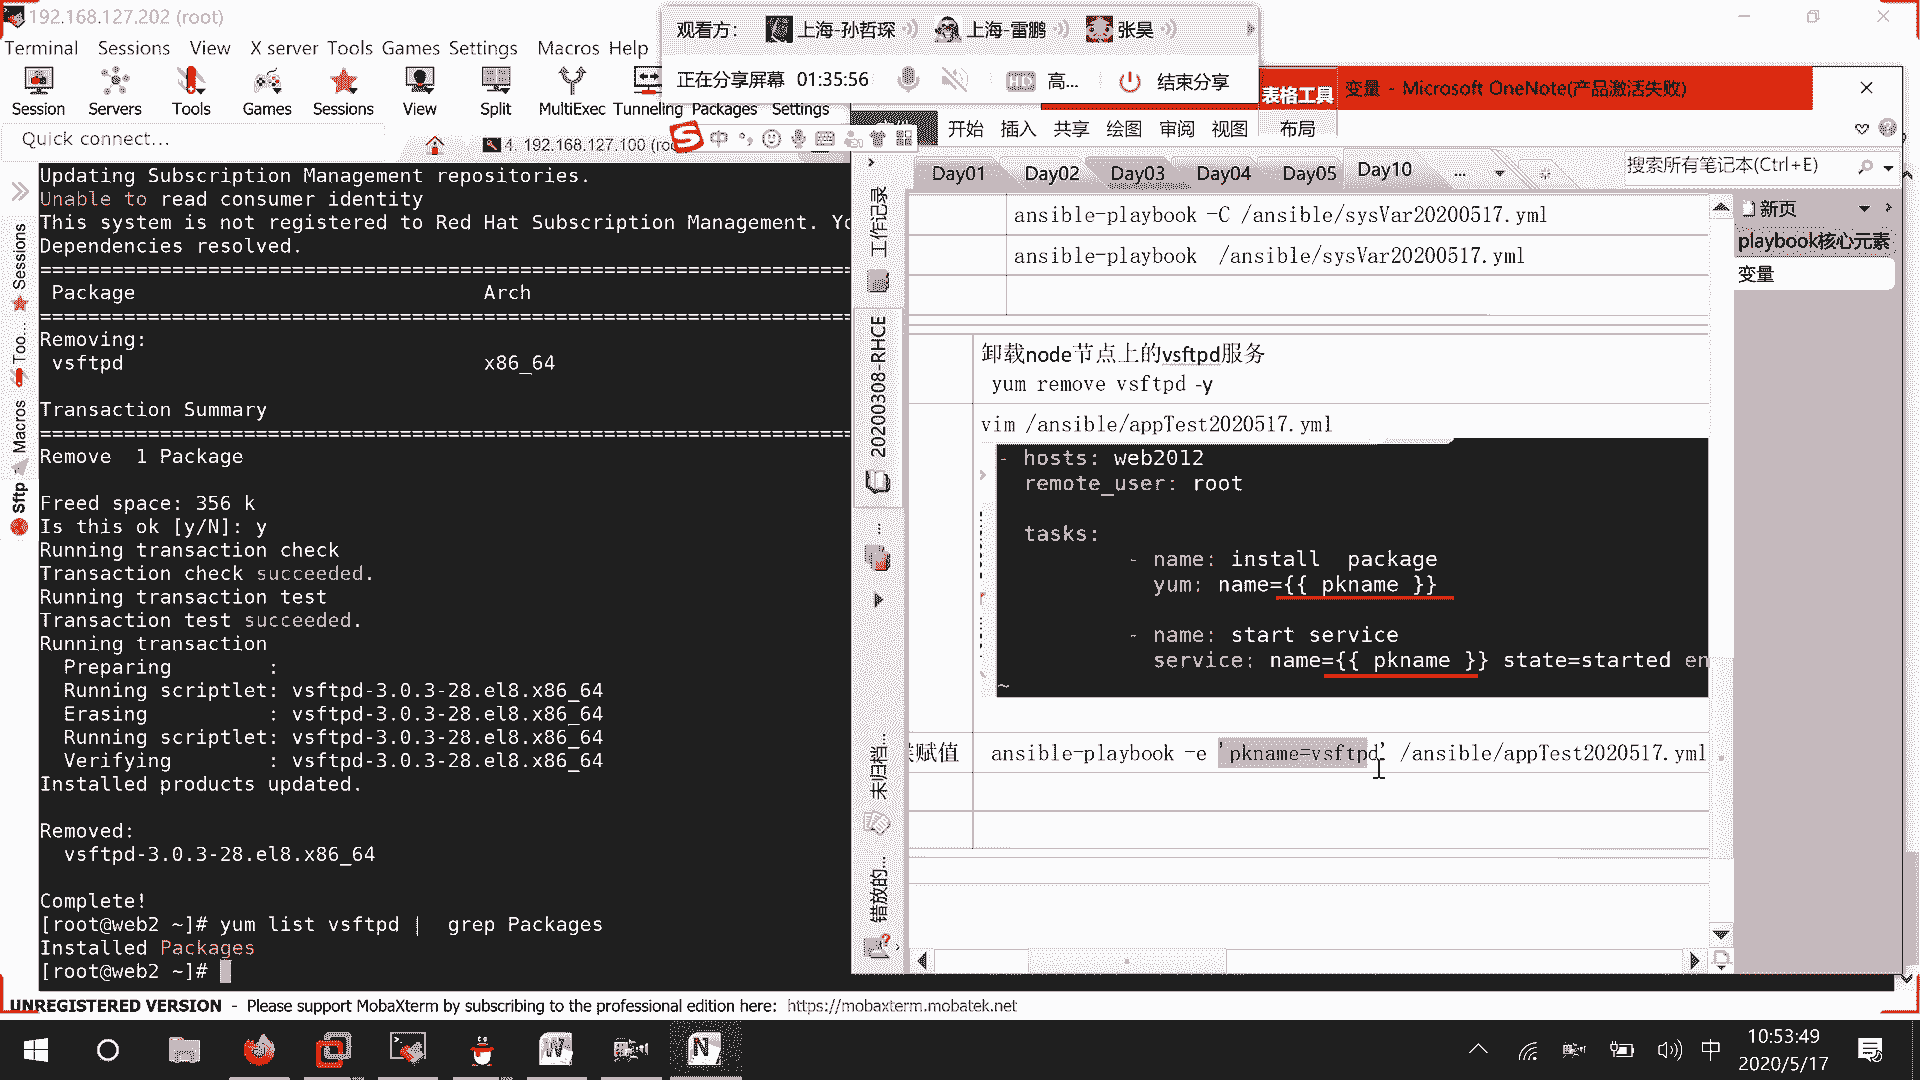 192.168.127.202 (root)
Terminal Sessions View X server Tools Games Settings Macros Help
Session Servers Tools Games Sessions View Split MultiExec Tunneling Packages Settings
Quick connect...
4. 192.168.127.100 (ro
观看方： 上海-孙哲琛 上海-雷鹏 张昊
正在分享屏幕 01:35:56 高... 结束分享
表格工具 变量 - Microsoft OneNote(产品激活失败)
开始 插入 共享 绘图 审阅 视图 布局
Day01 Day02 Day03 Day04 Day05 Day10 ...
搜索所有笔记本(Ctrl+E)
新页
playbook核心元素
变量
Sessions
Too...
Macros
Sftp
Updating Subscription Management repositories.
Unable to read consumer identity
This system is not registered to Red Hat Subscription Management. Yo
Dependencies resolved.
Package Arch
Removing:
vsftpd x86_64
Transaction Summary
Remove 1 Package
Freed space: 356 k
Is this ok [y/N]: y
Running transaction check
Transaction check succeeded.
Running transaction test
Transaction test succeeded.
Running transaction
Preparing :
Running scriptlet: vsftpd-3.0.3-28.el8.x86_64
Erasing : vsftpd-3.0.3-28.el8.x86_64
Running scriptlet: vsftpd-3.0.3-28.el8.x86_64
Verifying : vsftpd-3.0.3-28.el8.x86_64
Installed products updated.
Removed:
vsftpd-3.0.3-28.el8.x86_64
Complete!
[root@web2 ~]# yum list vsftpd | grep Packages
Installed Packages
[root@web2 ~]#
工作记录
20200308-RHCE
...
未归档...
错放的...
ansible-playbook -C /ansible/sysVar20200517.yml
ansible-playbook /ansible/sysVar20200517.yml
卸载node节点上的vsftpd服务
yum remove vsftpd -y
vim /ansible/appTest2020517.yml
- hosts: web2012
remote_user: root
tasks:
- name: install package
yum: name={{ pkname }}
- name: start service
service: name={{ pkname }} state=started en
~
赋值 ansible-playbook -e 'pkname=vsftpd' /ansible/appTest2020517.yml
UNREGISTERED VERSION - Please support MobaXterm by subscribing to the professional edition here: https://mobaxterm.mobatek.net
中
10:53:49
2020/5/17